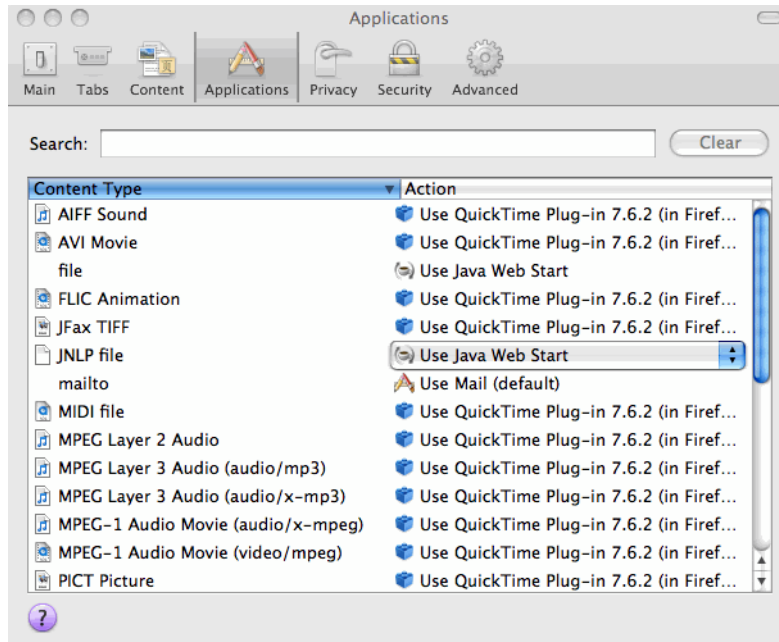 Applications
Main Tabs Content Applications Privacy Security Advanced
Search: Clear
Content Type Action
AIFF Sound Use QuickTime Plug-in 7.6.2 (in Firef...
AVI Movie Use QuickTime Plug-in 7.6.2 (in Firef...
file Use Java Web Start
FLIC Animation Use QuickTime Plug-in 7.6.2 (in Firef...
JFax TIFF Use QuickTime Plug-in 7.6.2 (in Firef...
JNLP file Use Java Web Start
mailto Use Mail (default)
MIDI file Use QuickTime Plug-in 7.6.2 (in Firef...
MPEG Layer 2 Audio Use QuickTime Plug-in 7.6.2 (in Firef...
MPEG Layer 3 Audio (audio/mp3) Use QuickTime Plug-in 7.6.2 (in Firef...
MPEG Layer 3 Audio (audio/x-mp3) Use QuickTime Plug-in 7.6.2 (in Firef...
MPEG-1 Audio Movie (audio/x-mpeg) Use QuickTime Plug-in 7.6.2 (in Firef...
MPEG-1 Audio Movie (video/mpeg) Use QuickTime Plug-in 7.6.2 (in Firef...
PICT Picture Use QuickTime Plug-in 7.6.2 (in Firef...
?